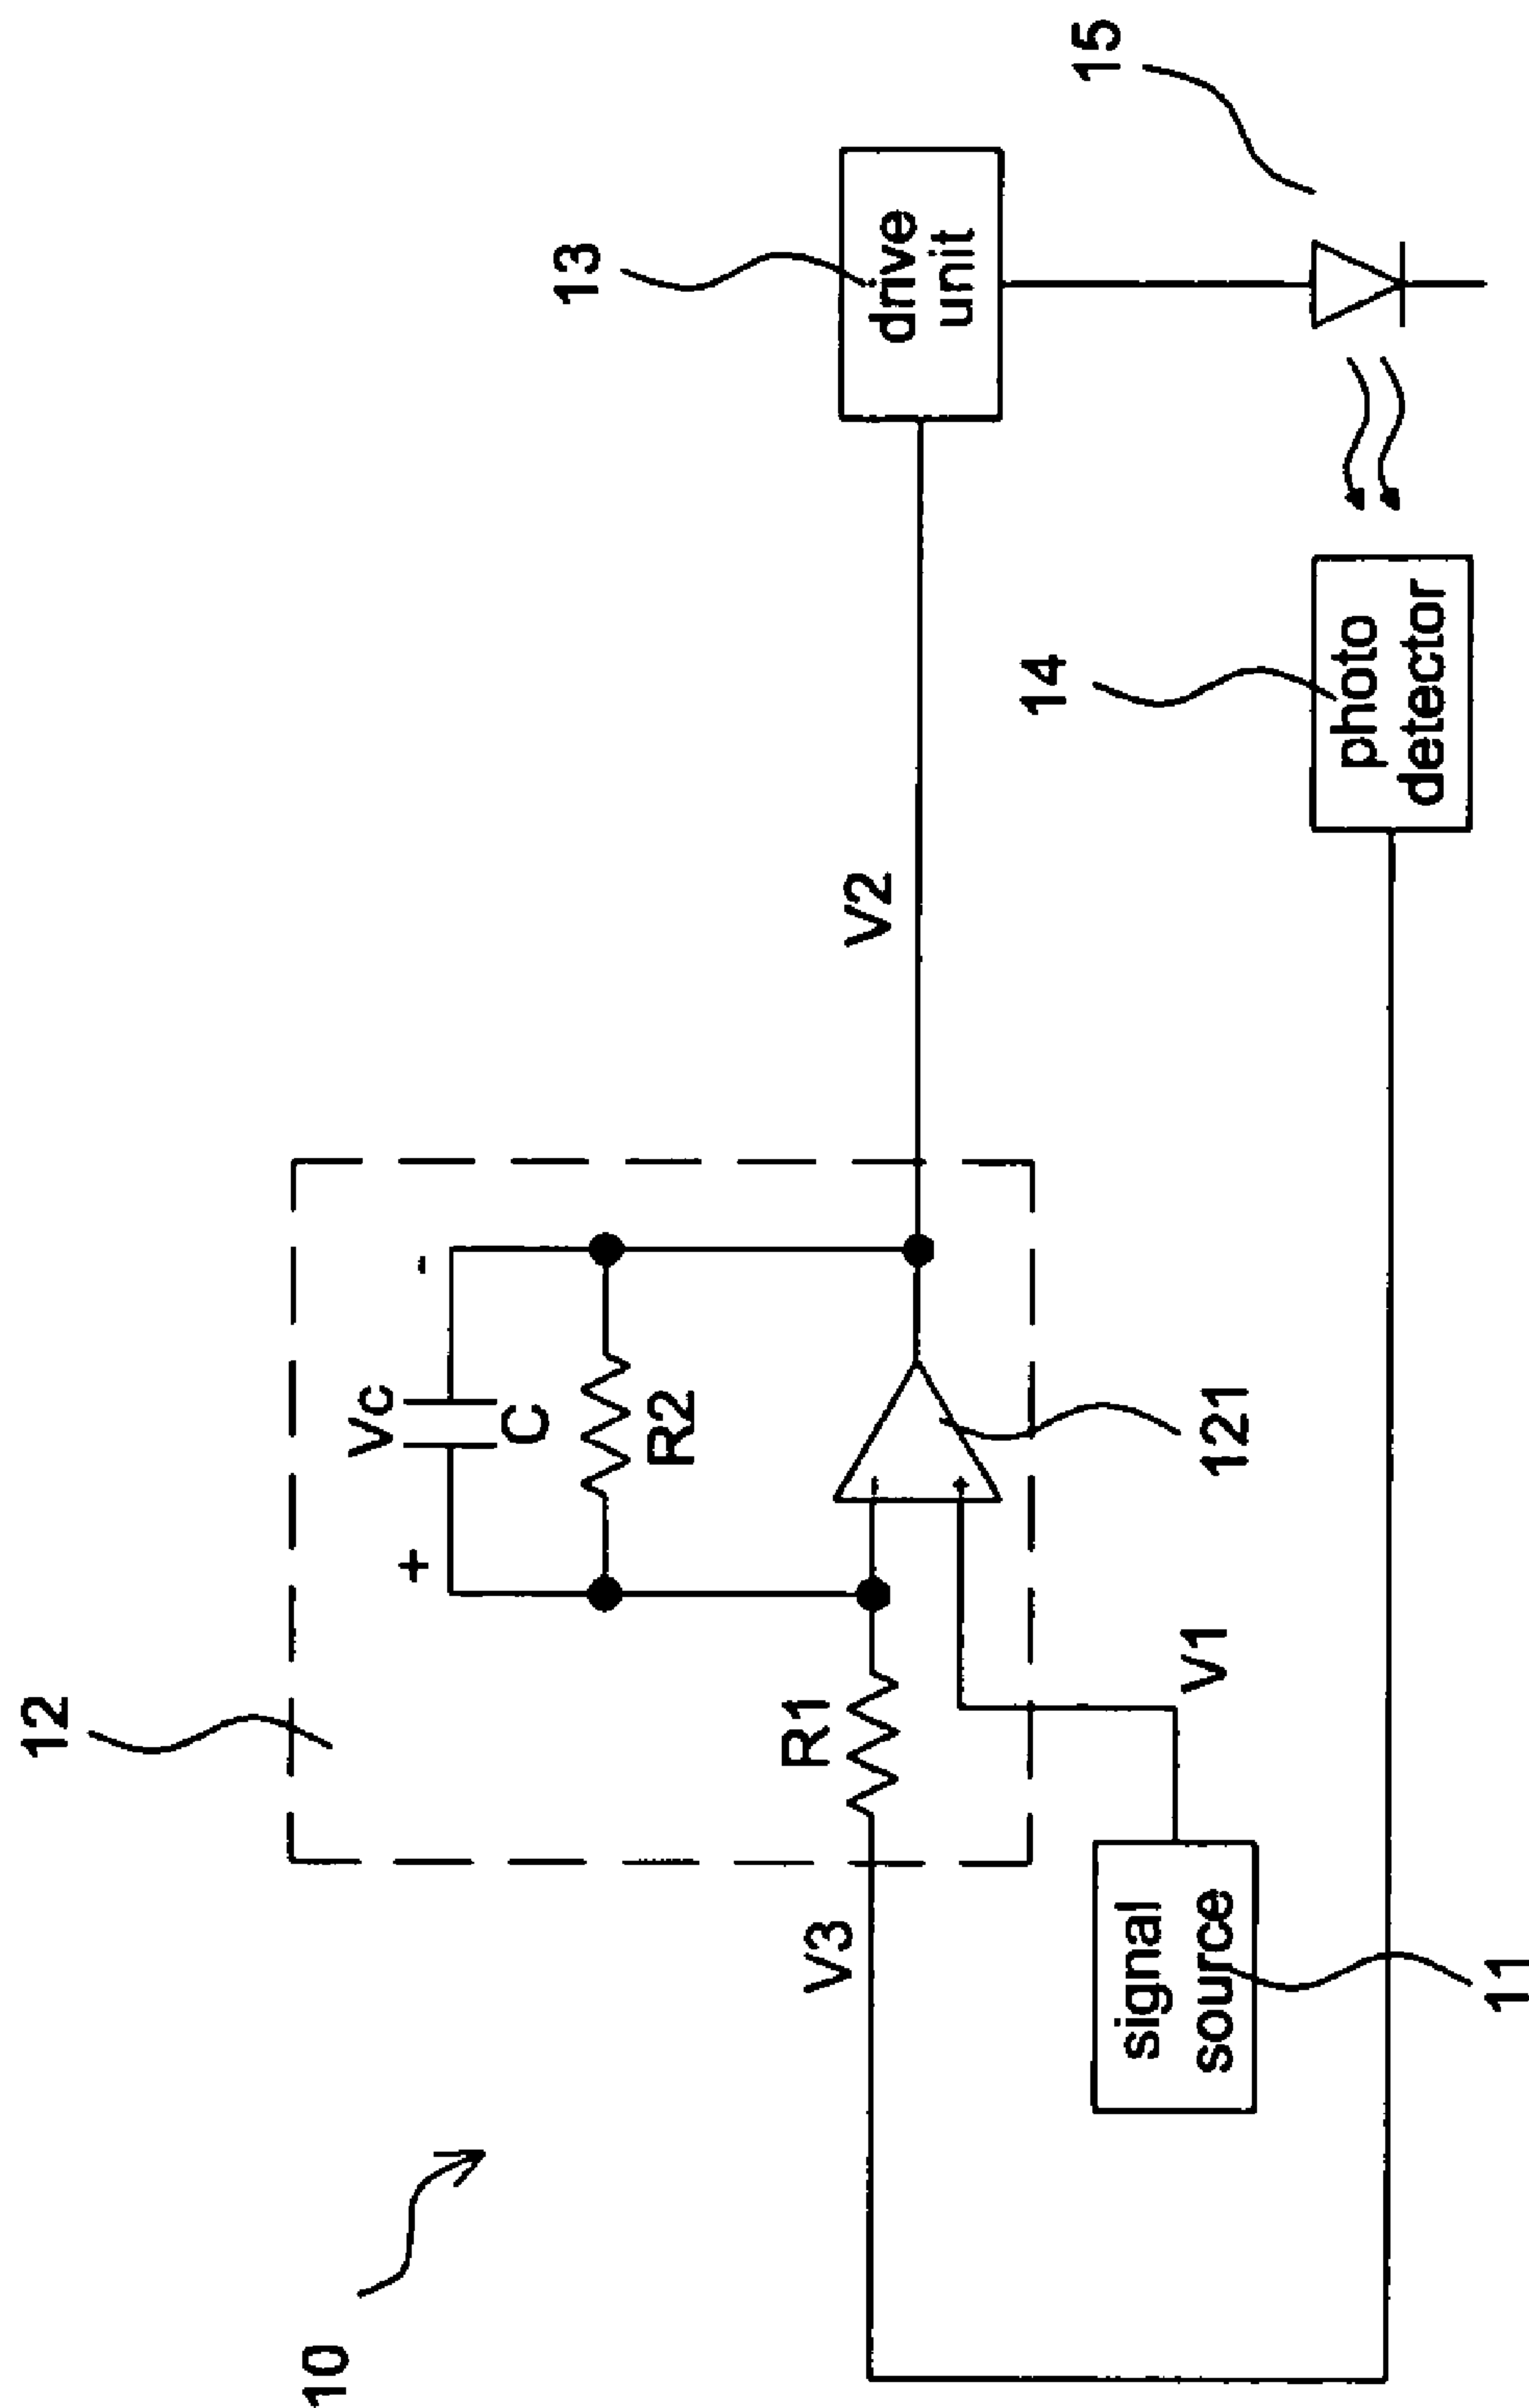 10
12
Vc
+
-
C
R2
R1
-
+
121
V3
V1
V2
signal
source
11
13
drive
unit
14
photo
detector
15